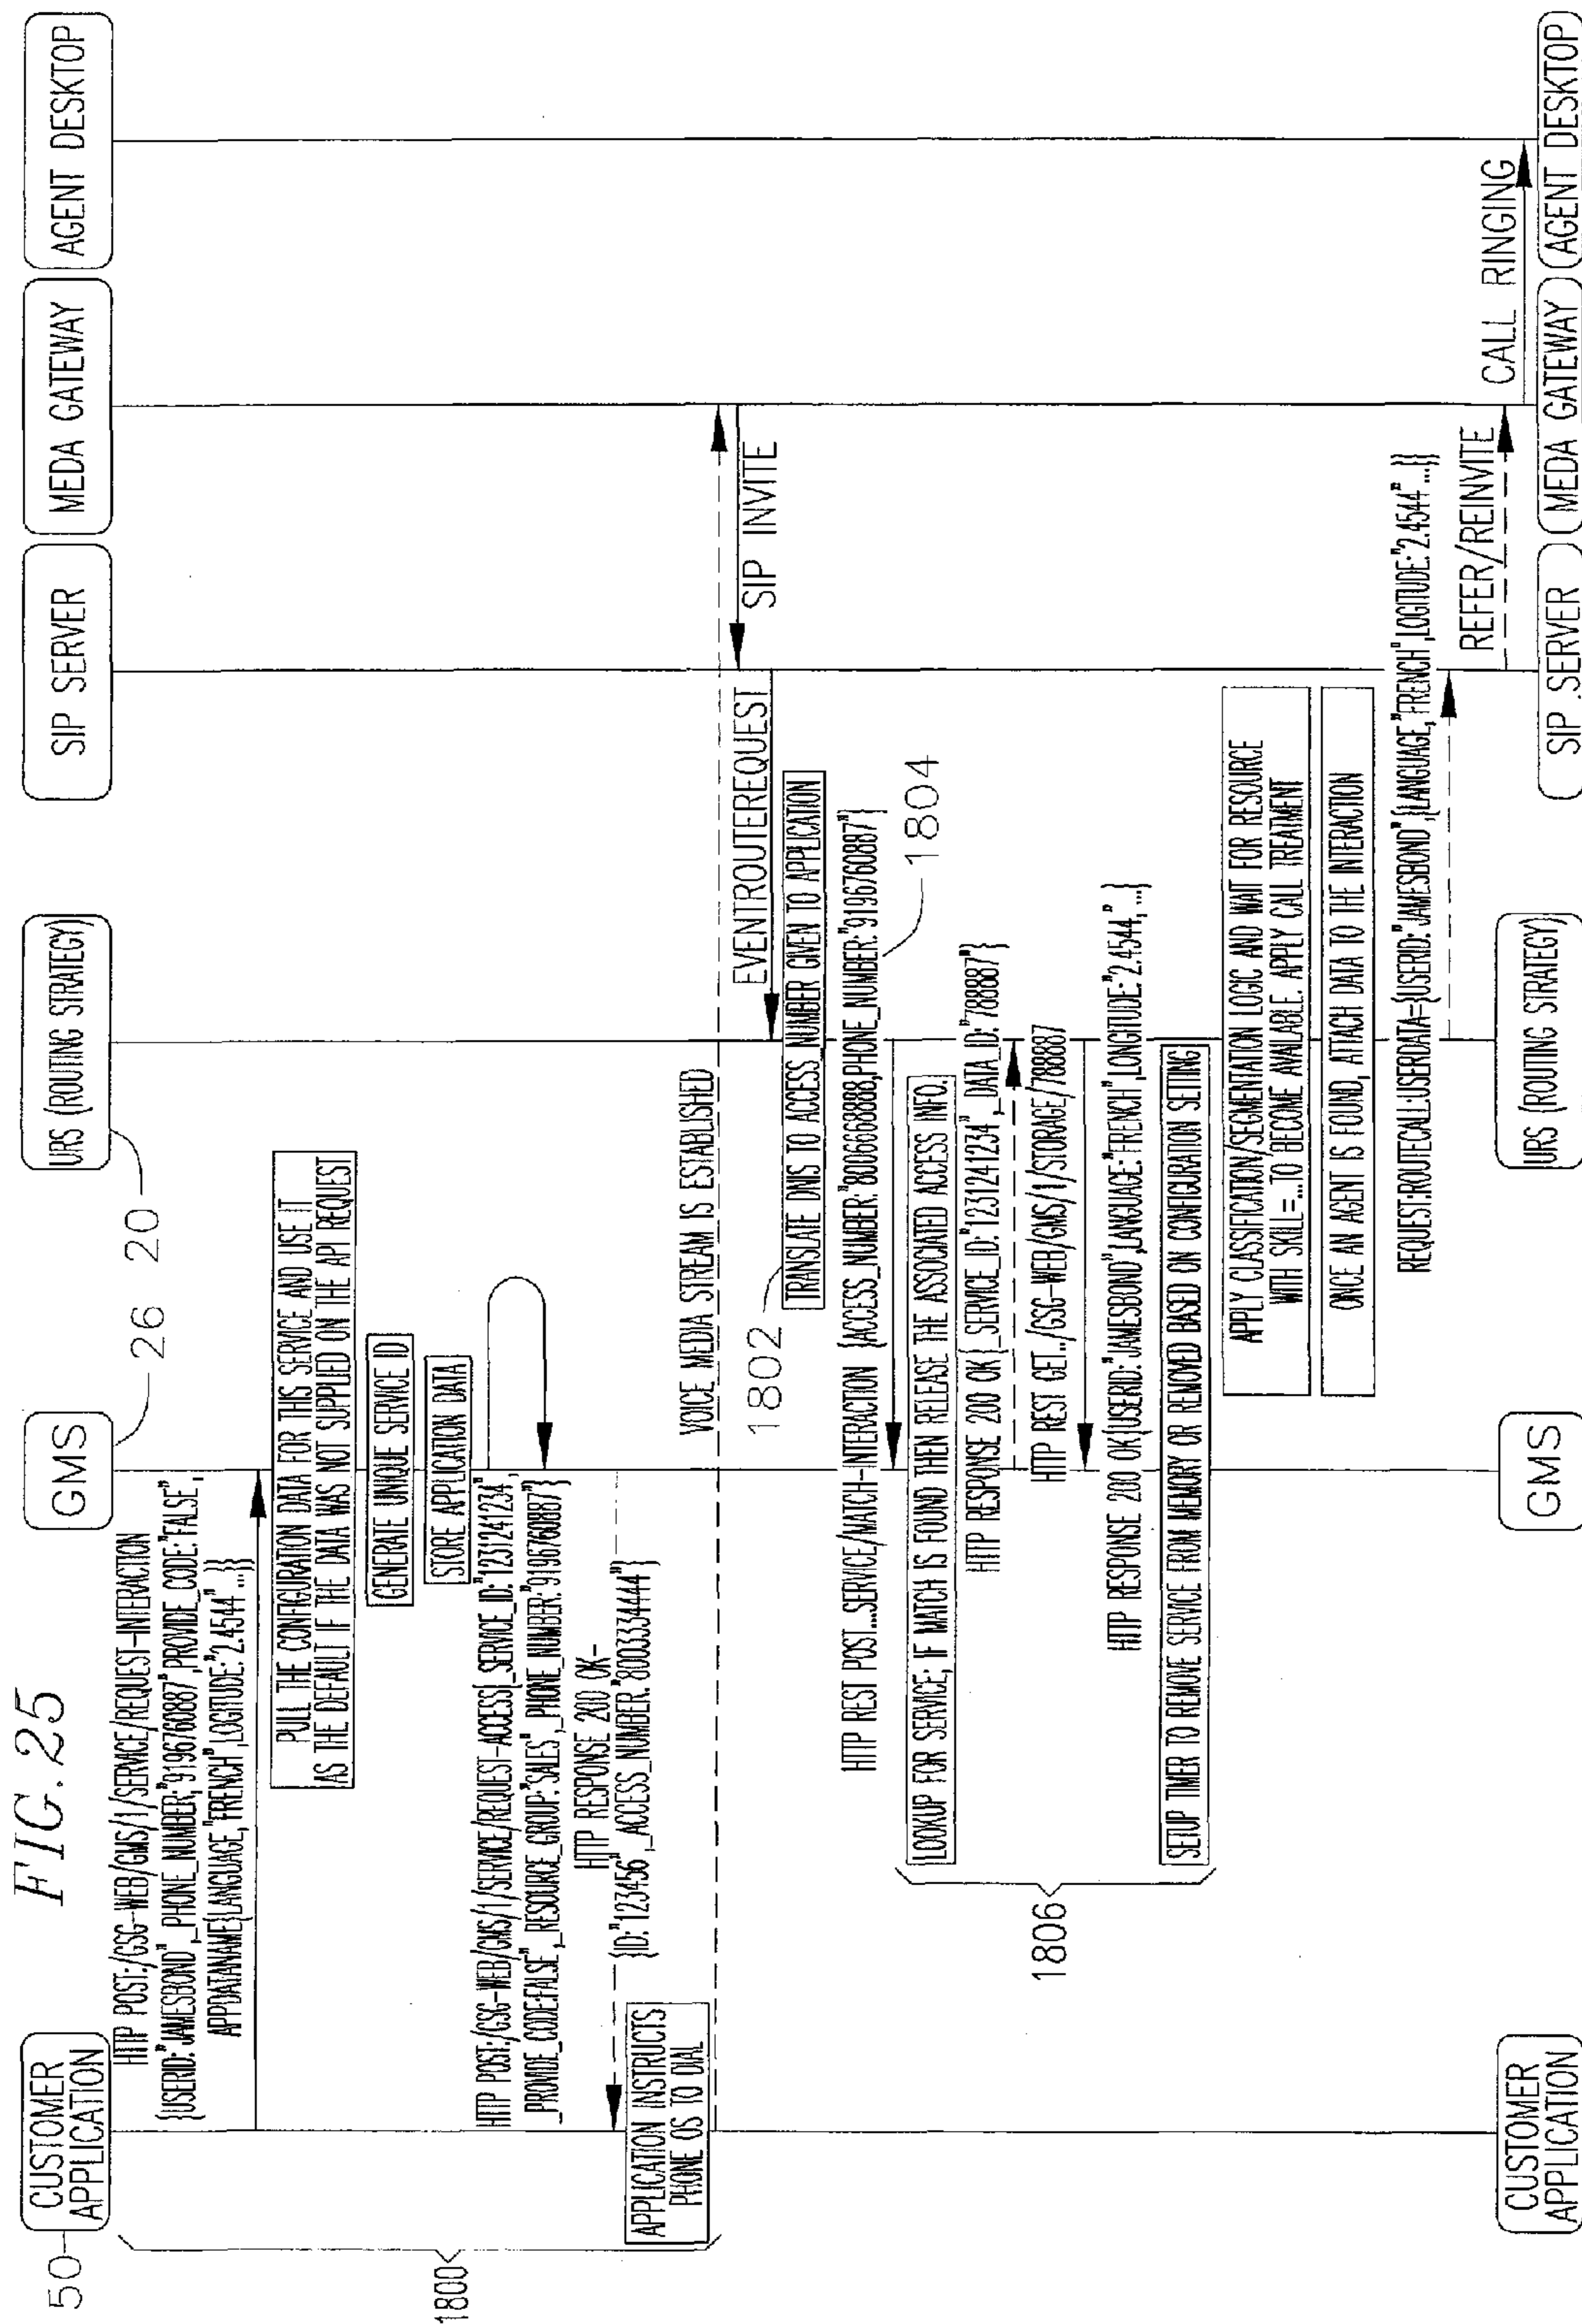 FIG. 25
50
CUSTOMER
APPLICATION
GMS
26
20
URS (ROUTING STRATEGY)
SIP SERVER
MEDA GATEWAY
AGENT DESKTOP
1800
HTTP POST:/GSG-WEB/GMS/1/SERVICE/REQUEST-INTERACTION
{USERID:"JAMESBOND",_PHONE_NUMBER;"9196760887",PROVIDE_CODE:"FALSE",
APPDATANAME}LANGUAGE,"FRENCH",LOGITUDE:"2.4544"...}}
PULL THE CONFIGURATION DATA FOR THIS SERVICE AND USE IT
AS THE DEFAULT IF THE DATA WAS NOT SUPPLIED ON THE API REQUEST
GENERATE UNIQUE SERVICE ID
STORE APPLICATION DATA
HTTP POST:/GSG-WEB/GMS/1/SERVICE/REQUEST-ACCESS{_SERVICE_ID:"1231241234",
_PROVIDE_CODE:FALSE",_RESOURCE_GROUP:"SALES",_PHONE_NUMBER:"9196760887"}
HTTP RESPONSE 200 OK-
{ID:"123456",_ACCESS_NUMBER."8003334444"}
APPLICATION INSTRUCTS
PHONE OS TO DIAL
VOICE MEDIA STREAM IS ESTABLISHED
SIP INVITE
EVENTROUTEREQUEST
1802
TRANSLATE DNIS TO ACCESS_NUMBER GIVEN TO APPLICATION
HTTP REST POST...SERVICE/MATCH-INTERACTION {ACCESS_NUMBER:"8006668888,PHONE_NUMBER:"9196760887"}
1804
1806
LOOKUP FOR SERVICE; IF MATCH IS FOUND THEN RELEASE THE ASSOCIATED ACCESS INFO.
HTTP RESPONSE 200 OK {_SERVICE_ID:"1231241234",_DATA ID:"788887"}
HTTP REST GET../GSG-WEB/GMS/1/STORAGE/788887
HTTP RESPONSE 200 OK{USERID:"JAMESBOND",LANGUAGE:"FRENCH",LONGITUDE:"2.4544,"...}
SETUP TIMER TO REMOVE SERVICE FROM MEMORY OR REMOVED BASED ON CONFIGURATION SETTING
APPLY CLASSIFICATION/SEGMENTATION LOGIC AND WAIT FOR RESOURCE
WITH SKILL=...TO BECOME AVAILABLE. APPLY CALL TREATMENT
ONCE AN AGENT IS FOUND, ATTACH DATA TO THE INTERACTION
REQUEST:ROUTECALL:USERDATA={USERID:"JAMESBOND",{LANGUAGE,"FRENCH",LOGITUDE:"2.4544"...}}
REFER/REINVITE
CALL RINGING
CUSTOMER
APPLICATION
GMS
URS (ROUTING STRATEGY)
SIP SERVER
MEDA GATEWAY
AGENT DESKTOP